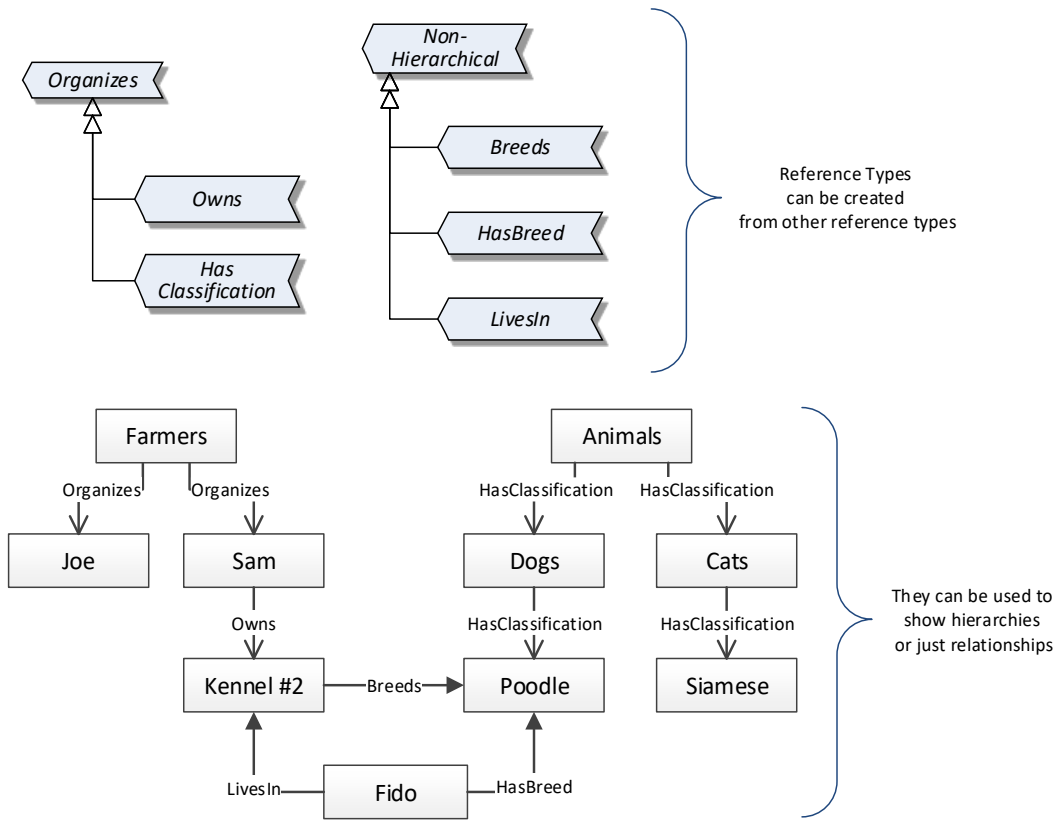 Organizes
Owns
Has
Classification
Non-
Hierarchical
Breeds
HasBreed
LivesIn
Reference Types
can be created
from other reference types
Farmers
Organizes
Organizes
Joe
Sam
Owns
Kennel #2
Breeds
LivesIn
Fido
HasBreed
Animals
HasClassification
HasClassification
Dogs
Cats
HasClassification
HasClassification
Poodle
Siamese
They can be used to
show hierarchies
or just relationships